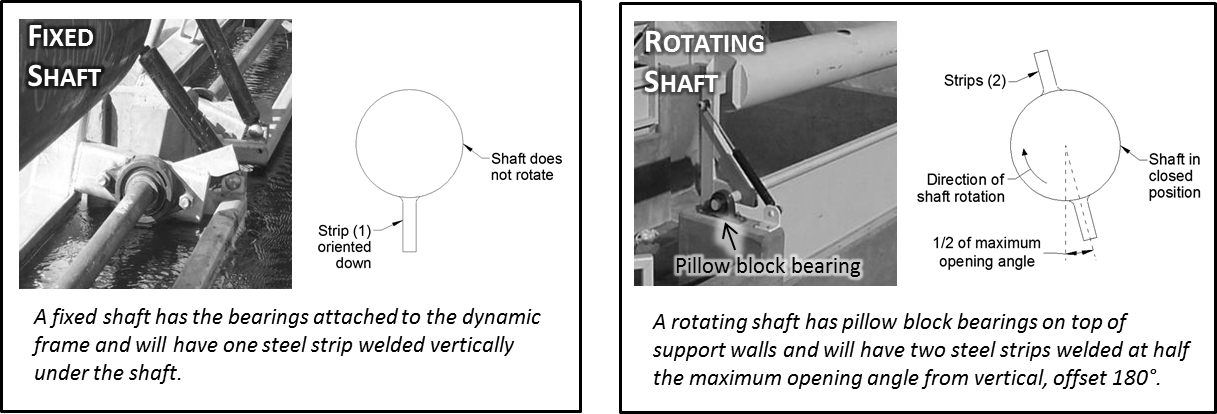 FIXED
SHAFT
Shaft does
not rotate
Strip (1)
oriented
down
A fixed shaft has the bearings attached to the dynamic
frame and will have one steel strip welded vertically
under the shaft.
ROTATING
SHAFT
Pillow block bearing
Strips (2)
Shaft in
closed
position
Direction of
shaft rotation
1/2 of maximum
opening angle
A rotating shaft has pillow block bearings on top of
support walls and will have two steel strips welded at half
the maximum opening angle from vertical, offset 180°.